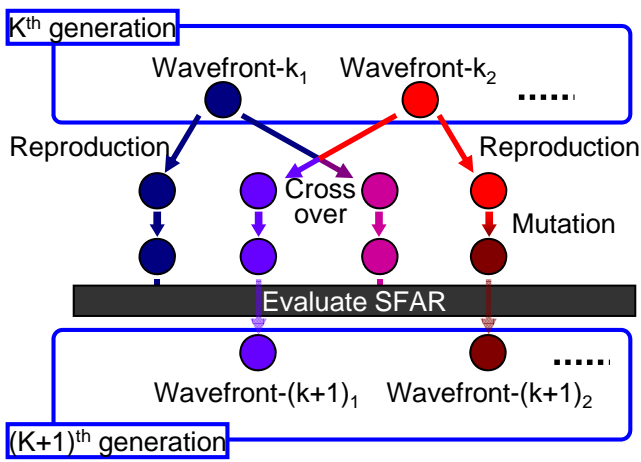 Kth generation
Wavefront-k1 Wavefront-k2
......
Reproduction Reproduction
Cross
over
Mutation
Evaluate SFAR
......
Wavefront-(k+1)1 Wavefront-(k+1)2
(K+1)th generation